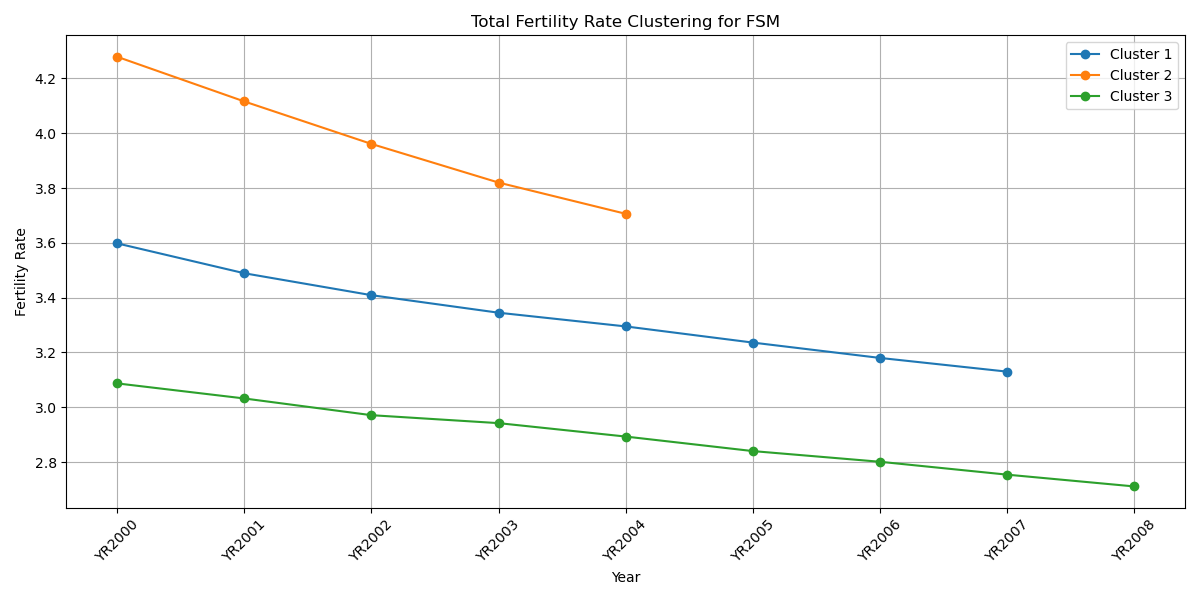 Total Fertility Rate Clustering for FSM
Cluster 1
Cluster 2
Cluster 3
Fertility Rate
4.2
4.0
3.8
3.6
3.4
3.2
3.0
2.8
YR2000
YR2001
YR2002
YR2003
YR2004
YR2005
YR2006
YR2007
YR2008
Year